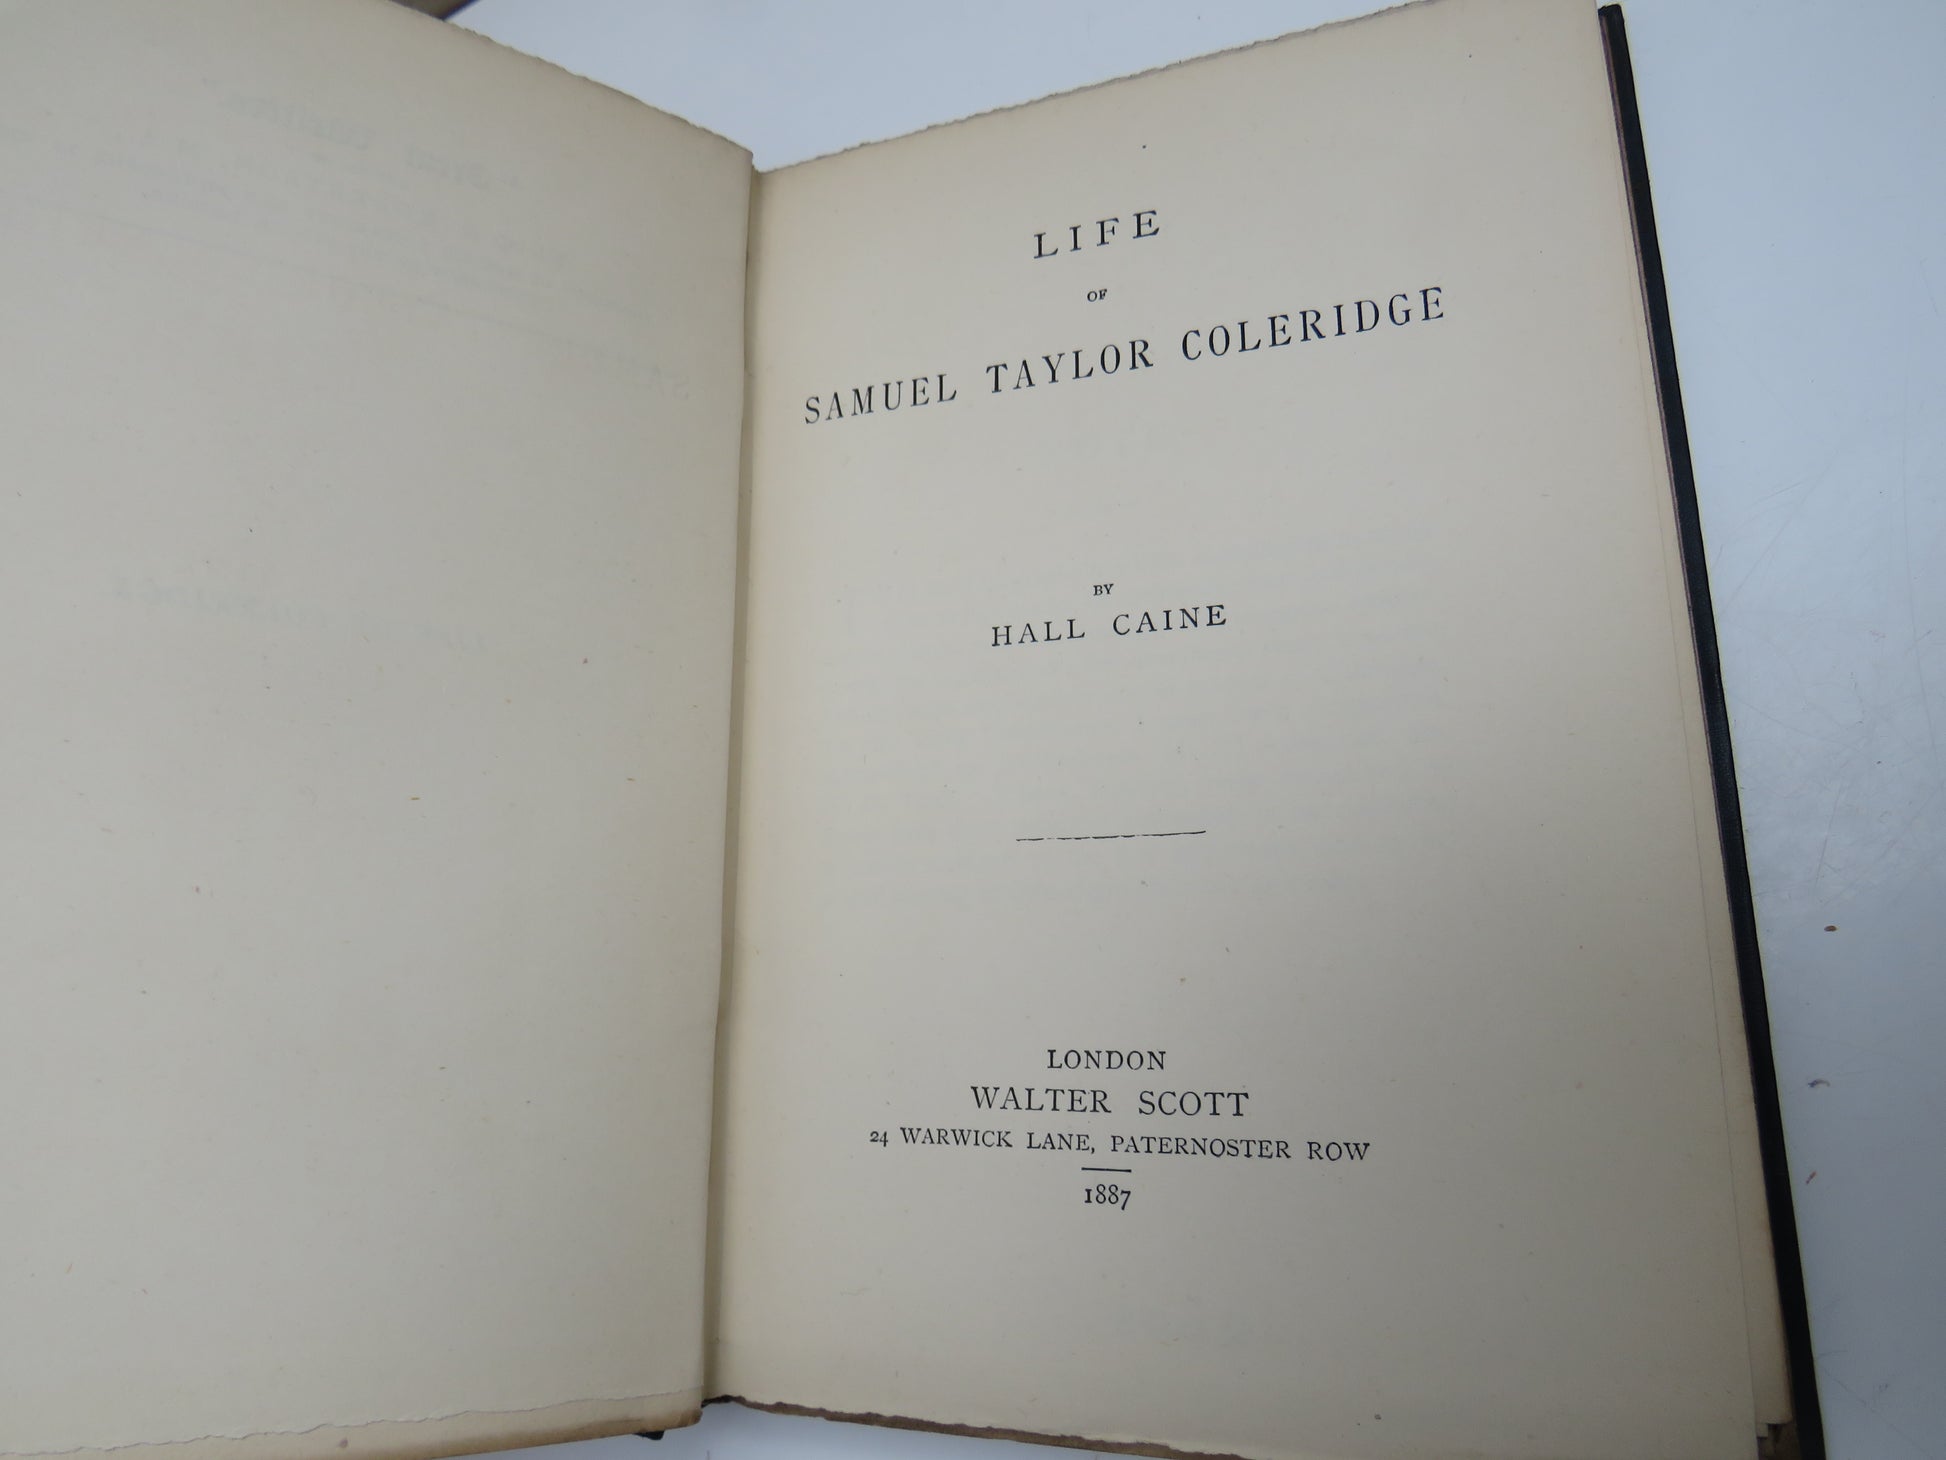 LIFE
OF
SAMUEL TAYLOR COLERIDGE
BY
HALL CAINE
LONDON
WALTER SCOTT
24 WARWICK LANE, PATERNOSTER ROW
1887